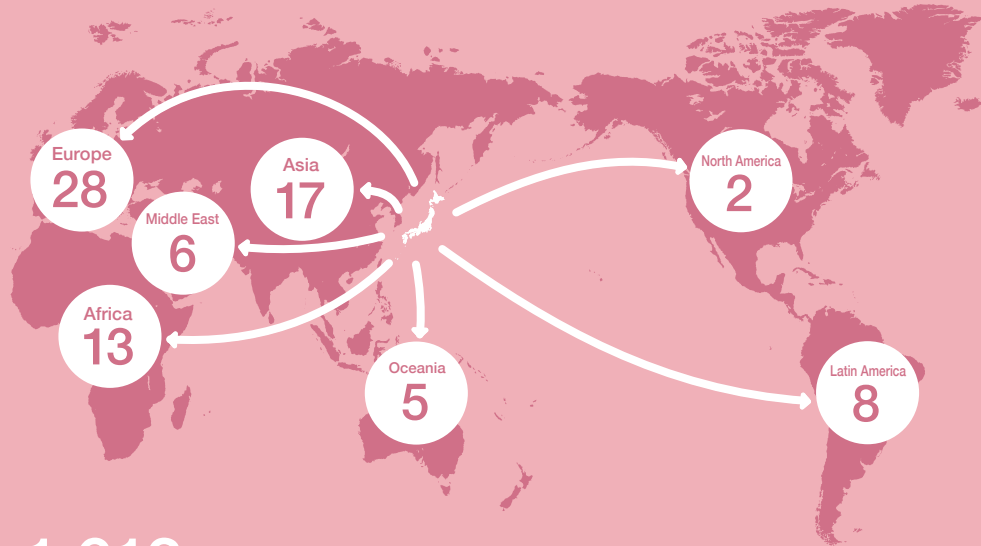 Europe
28
Asia
17
North America
2
Middle East
6
Africa
13
Oceania
5
Latin America
8